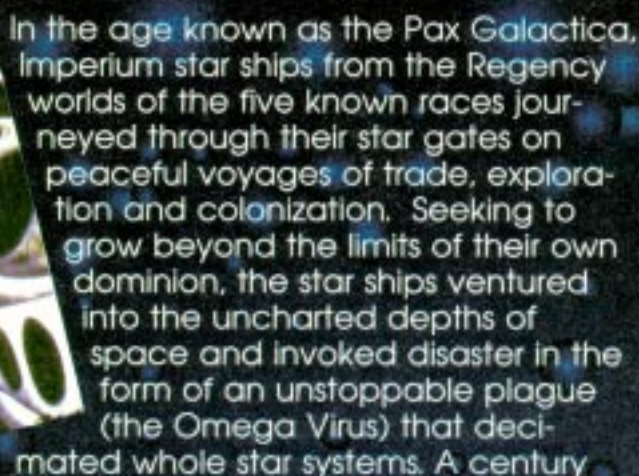 In the age known as the Pax Galactica,
Imperium star ships from the Regency
worlds of the five known races jour-
neyed through their star gates on
peaceful voyages of trade, explora-
tion and colonization. Seeking to
grow beyond the limits of their own
dominion, the star ships ventured
into the uncharted depths of
space and invoked disaster in the
form of an unstoppable plague
(the Omega Virus) that deci-
mated whole star systems. A century